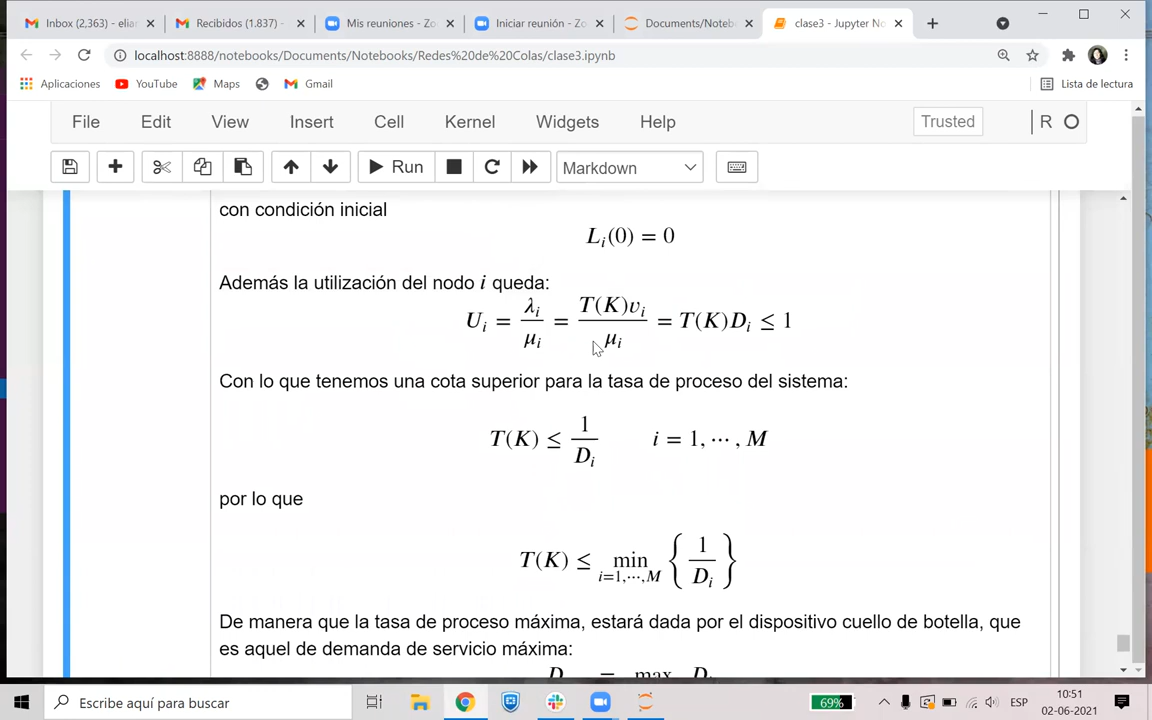 Inbox (2,363) - elian
Recibidos (1.837) -
Mis reuniones - Zo
Iniciar reunión - Zo
Documents/Noteb
clase3 - Jupyter No
localhost:8888/notebooks/Documents/Notebooks/Redes%20de%20Colas/clase3.ipynb
Aplicaciones YouTube Maps Gmail Lista de lectura
File Edit View Insert Cell Kernel Widgets Help Trusted R
Run Markdown
con condición inicial
L_i(0) = 0
Además la utilización del nodo i queda:
U_i = λ_i/μ_i = T(K)v_i/μ_i = T(K)D_i ≤ 1
Con lo que tenemos una cota superior para la tasa de proceso del sistema:
T(K) ≤ 1/D_i i = 1, ⋯ , M
por lo que
T(K) ≤ min_{i=1,⋯,M} { 1/D_i }
De manera que la tasa de proceso máxima, estará dada por el dispositivo cuello de botella, que
es aquel de demanda de servicio máxima:
Escribe aquí para buscar
69%
ESP
10:51
02-06-2021